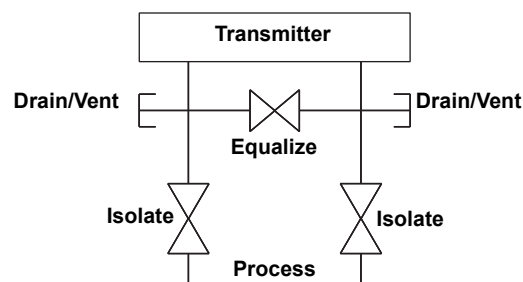 Transmitter
Drain/Vent
Drain/Vent
Equalize
Isolate
Isolate
Process